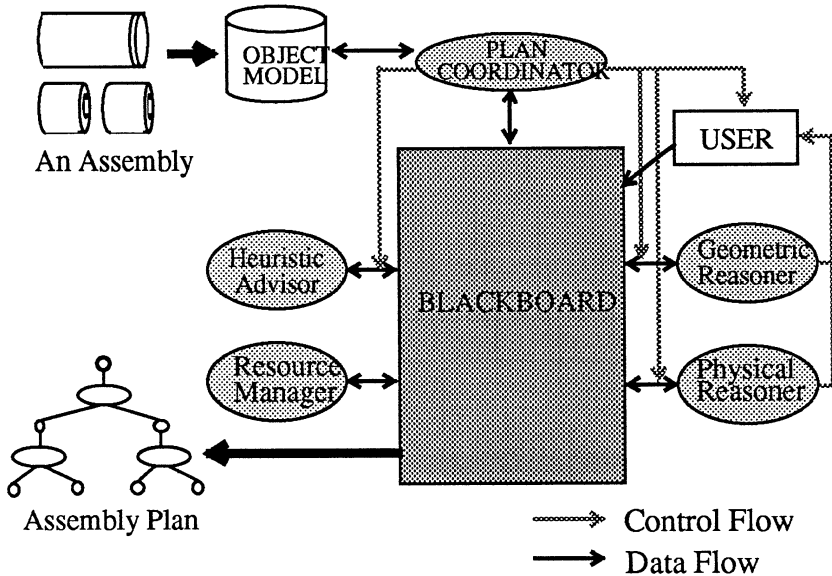 OBJECT
MODEL
PLAN
COORDINATOR
USER
An Assembly
Heuristic
Advisor
BLACKBOARD
Geometric
Reasoner
Resource
Manager
Physical
Reasoner
Assembly Plan
Control Flow
Data Flow